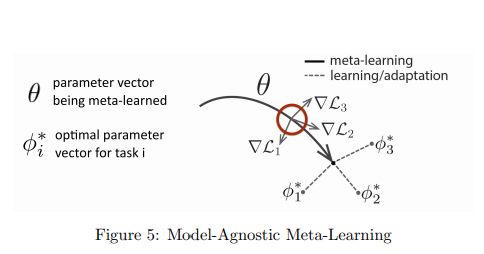 θ parameter vector
being meta-learned
ϕ*ᵢ optimal parameter
vector for task i
θ
meta-learning
learning/adaptation
∇ℒ₃
∇ℒ₂
∇ℒ₁
ϕ*₃
ϕ*₁
ϕ*₂
Figure 5: Model-Agnostic Meta-Learning